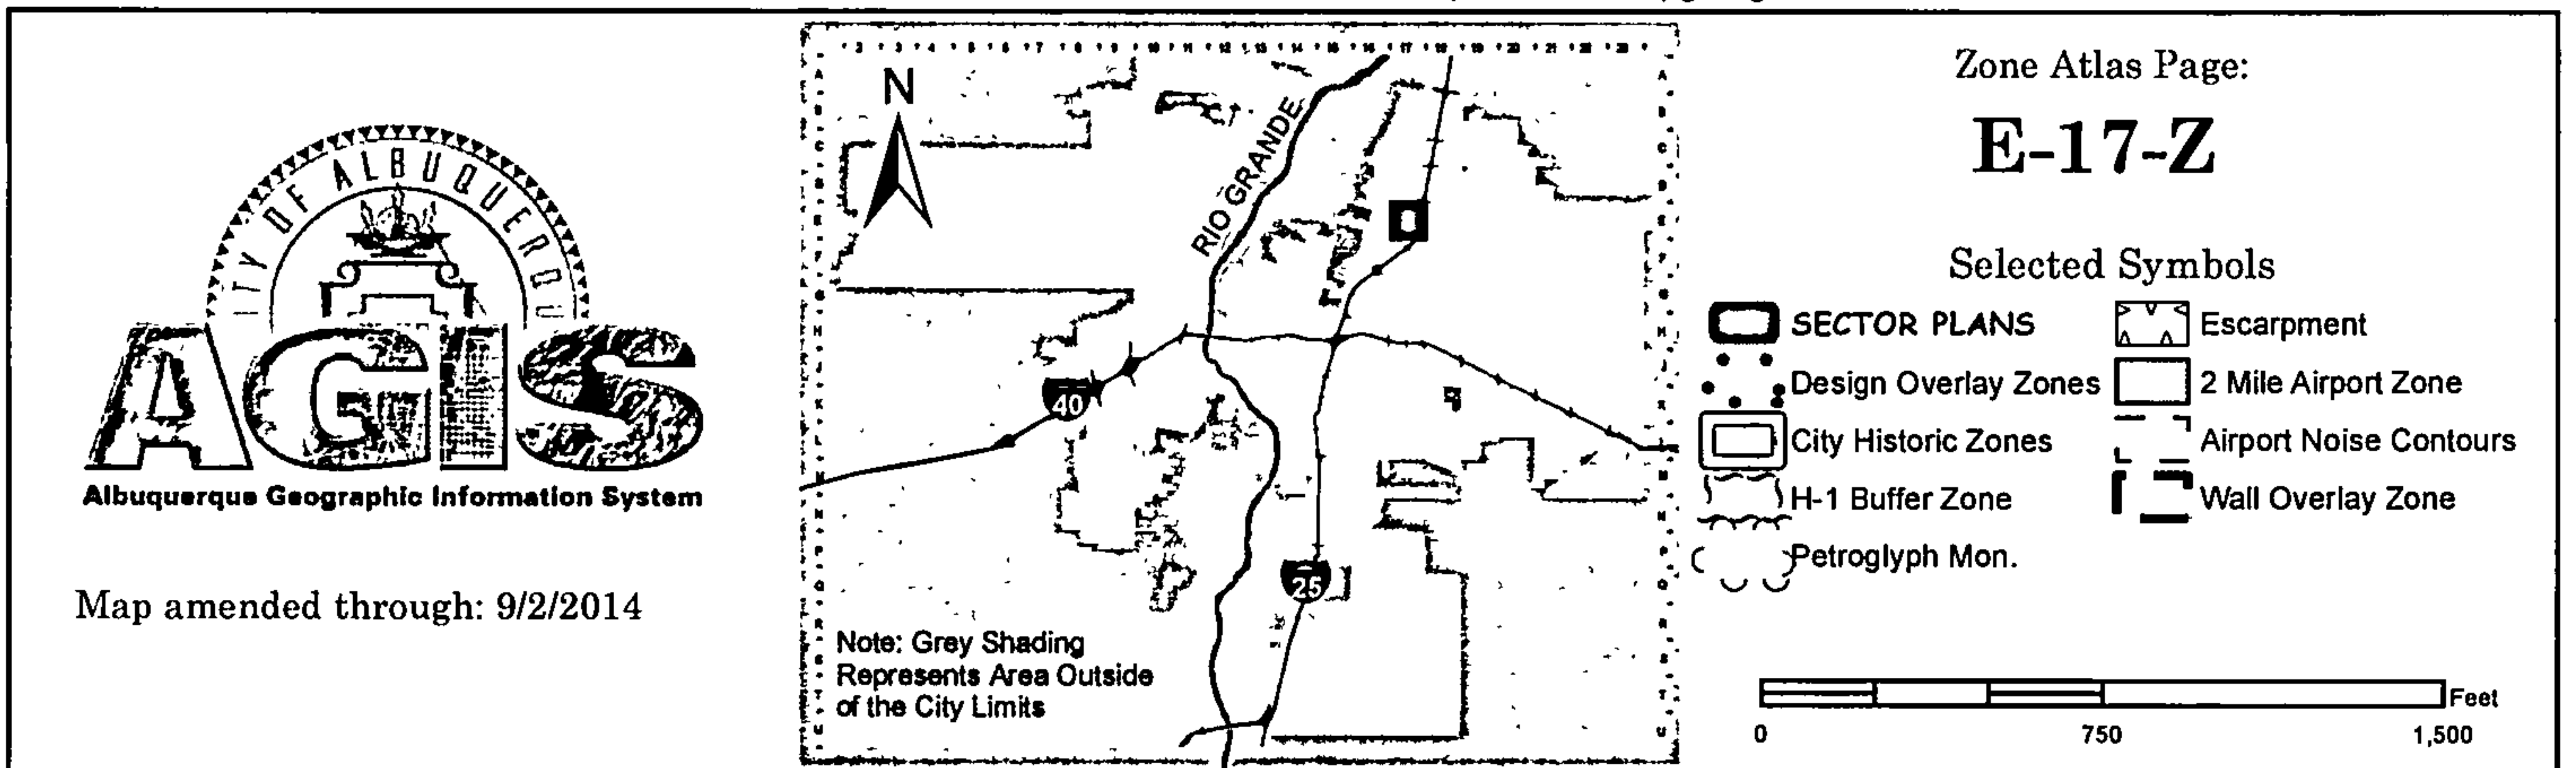 CITY OF ALBUQUERQUE
AGIS
Albuquerque Geographic Information System
Map amended through: 9/2/2014
N
RIO GRANDE
40
25
Note: Grey Shading
Represents Area Outside
of the City Limits
Zone Atlas Page:
E-17-Z
Selected Symbols
SECTOR PLANS
Escarpment
Design Overlay Zones
2 Mile Airport Zone
City Historic Zones
Airport Noise Contours
H-1 Buffer Zone
Wall Overlay Zone
Petroglyph Mon.
Feet
0 750 1,500